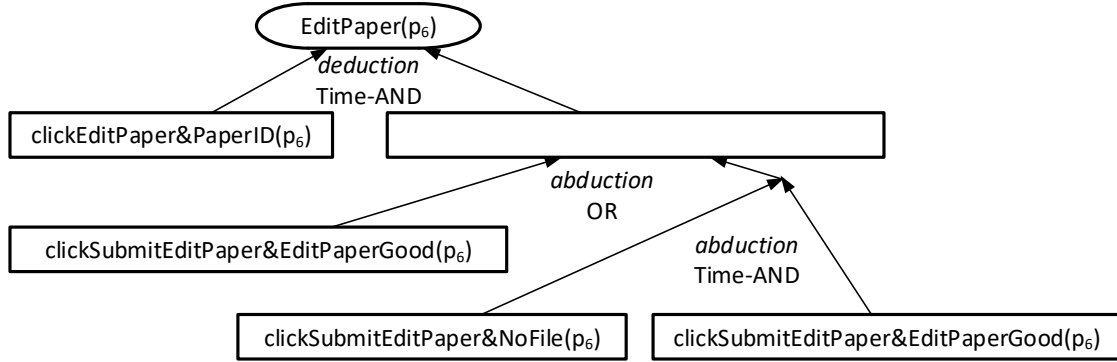 EditPaper(p₆)
deduction
Time-AND
clickEditPaper&PaperID(p₆)
abduction
OR
clickSubmitEditPaper&EditPaperGood(p₆)
abduction
Time-AND
clickSubmitEditPaper&NoFile(p₆)
clickSubmitEditPaper&EditPaperGood(p₆)